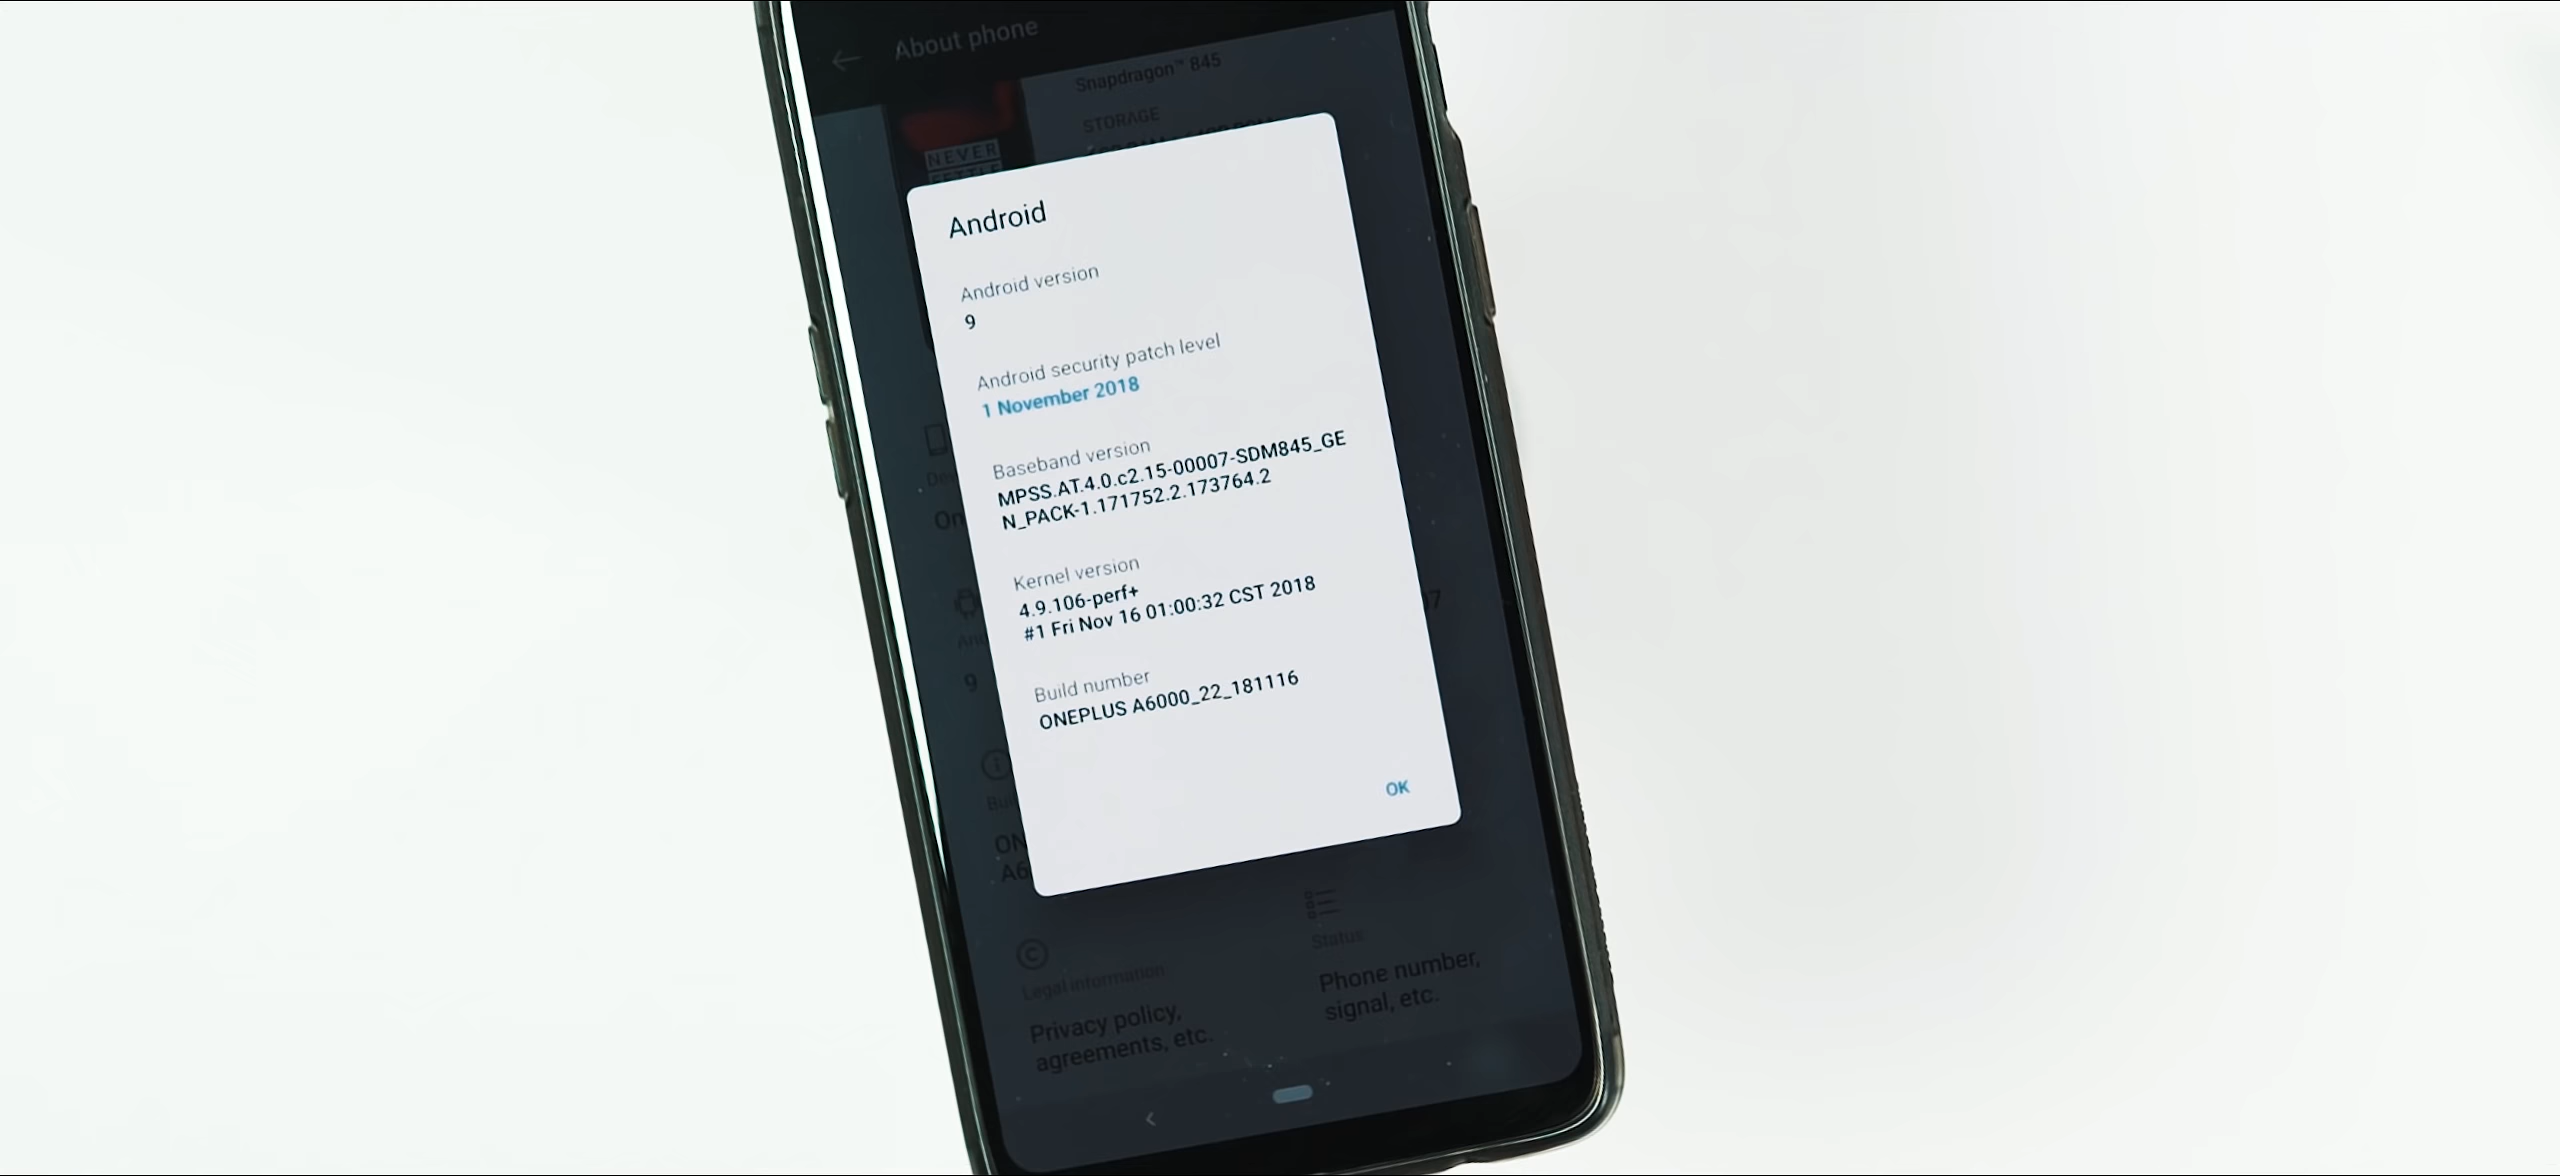 About phone
Snapdragon™ 845
STORAGE
NEVER
SETTLE
Android
Android version
9
Android security patch level
1 November 2018
Baseband version
MPSS.AT.4.0.c2.15-00007-SDM845_GE
N_PACK-1.171752.2.173764.2
Kernel version
4.9.106-perf+
#1 Fri Nov 16 01:00:32 CST 2018
Build number
ONEPLUS A6000_22_181116
OK
9
Legal information
Privacy policy,
agreements, etc.
Status
Phone number,
signal, etc.